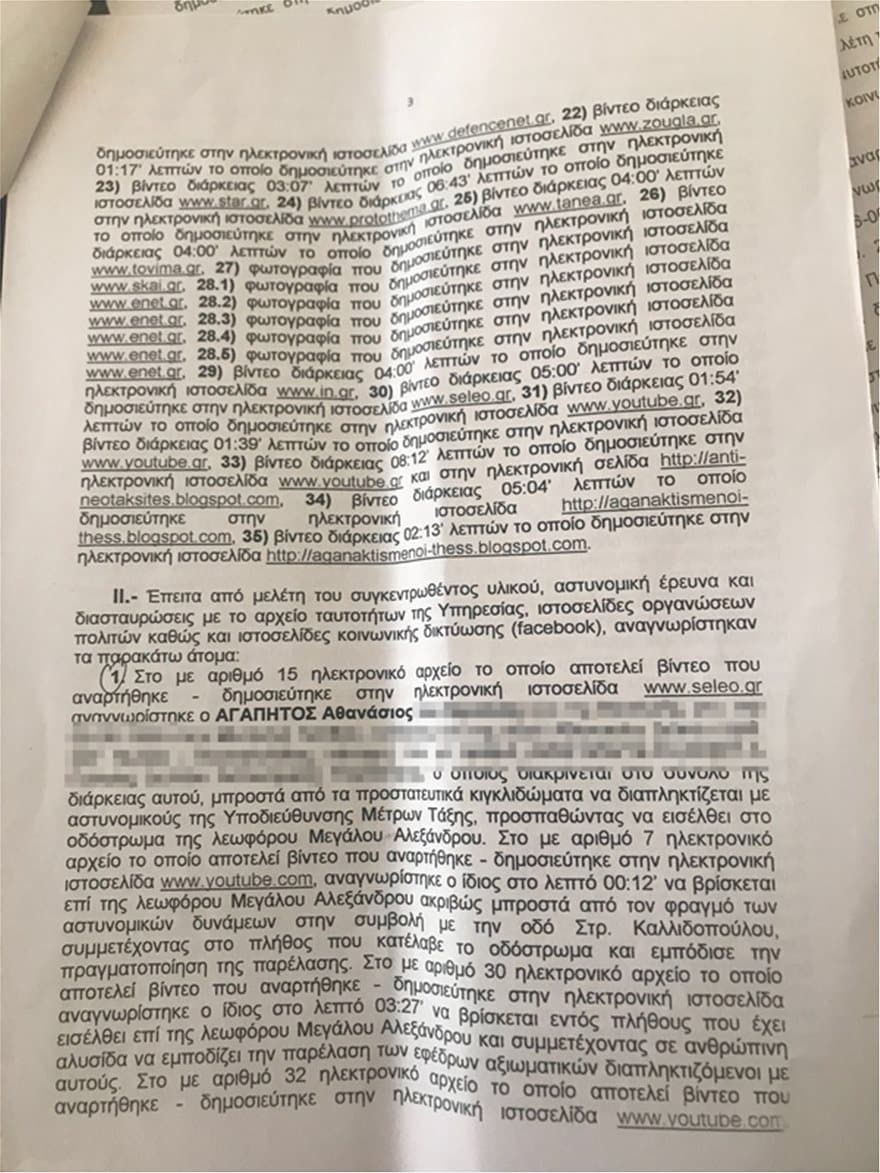 3
δημοσιεύτηκε στην ηλεκτρονική ιστοσελίδα www.defencenet.gr, 22) βίντεο διάρκειας
01:17' λεπτών το οποίο δημοσιεύτηκε στην ηλεκτρονική ιστοσελίδα www.zougla.gr,
23) βίντεο διάρκειας 03:07' λεπτών το οποίο δημοσιεύτηκε στην ηλεκτρονική
ιστοσελίδα www.star.gr, 24) βίντεο διάρκειας 06:43' λεπτών το οποίο δημοσιεύτηκε
στην ηλεκτρονική ιστοσελίδα www.protothema.gr, 25) βίντεο διάρκειας 04:00' λεπτών
το οποίο δημοσιεύτηκε στην ηλεκτρονική ιστοσελίδα www.tanea.gr, 26) βίντεο
διάρκειας 04:00' λεπτών το οποίο δημοσιεύτηκε στην ηλεκτρονική ιστοσελίδα
www.tovima.gr, 27) φωτογραφία που δημοσιεύτηκε στην ηλεκτρονική ιστοσελίδα
www.skai.gr, 28.1) φωτογραφία που δημοσιεύτηκε στην ηλεκτρονική ιστοσελίδα
www.enet.gr, 28.2) φωτογραφία που δημοσιεύτηκε στην ηλεκτρονική ιστοσελίδα
www.enet.gr, 28.3) φωτογραφία που δημοσιεύτηκε στην ηλεκτρονική ιστοσελίδα
www.enet.gr, 28.4) φωτογραφία που δημοσιεύτηκε στην ηλεκτρονική ιστοσελίδα
www.enet.gr, 28.5) φωτογραφία που δημοσιεύτηκε στην ηλεκτρονική ιστοσελίδα
www.enet.gr, 29) βίντεο διάρκειας 04:00' λεπτών το οποίο δημοσιεύτηκε στην
ηλεκτρονική ιστοσελίδα www.in.gr, 30) βίντεο διάρκειας 05:00' λεπτών το οποίο
δημοσιεύτηκε στην ηλεκτρονική ιστοσελίδα www.seleo.gr, 31) βίντεο διάρκειας 01:54'
λεπτών το οποίο δημοσιεύτηκε στην ηλεκτρονική ιστοσελίδα www.youtube.gr, 32)
βίντεο διάρκειας 01:39' λεπτών το οποίο δημοσιεύτηκε στην ηλεκτρονική ιστοσελίδα
www.youtube.gr, 33) βίντεο διάρκειας 08:12' λεπτών το οποίο δημοσιεύτηκε στην
ηλεκτρονική ιστοσελίδα www.youtube.gr και στην ηλεκτρονική σελίδα http://anti-
neotaksites.blogspot.com, 34) βίντεο διάρκειας 05:04' λεπτών το οποίο
δημοσιεύτηκε στην ηλεκτρονική ιστοσελίδα http://aganaktismenoi-
thess.blogspot.com, 35) βίντεο διάρκειας 02:13' λεπτών το οποίο δημοσιεύτηκε στην
ηλεκτρονική ιστοσελίδα http://aganaktismenoi-thess.blogspot.com.
II.- Έπειτα από μελέτη του συγκεντρωθέντος υλικού, αστυνομική έρευνα και
διασταυρώσεις με το αρχείο ταυτοτήτων της Υπηρεσίας, ιστοσελίδες οργανώσεων
πολιτών καθώς και ιστοσελίδες κοινωνικής δικτύωσης (facebook), αναγνωρίστηκαν
τα παρακάτω άτομα:
1. Στο με αριθμό 15 ηλεκτρονικό αρχείο το οποίο αποτελεί βίντεο που
αναρτήθηκε - δημοσιεύτηκε στην ηλεκτρονική ιστοσελίδα www.seleo.gr
αναγνωρίστηκε ο ΑΓΑΠΗΤΟΣ Αθανάσιος
ο οποίος διακρίνεται στο σύνολο της
διάρκειας αυτού, μπροστά από τα προστατευτικά κιγκλιδώματα να διαπληκτίζεται με
αστυνομικούς της Υποδιεύθυνσης Μέτρων Τάξης, προσπαθώντας να εισέλθει στο
οδόστρωμα της λεωφόρου Μεγάλου Αλεξάνδρου. Στο με αριθμό 7 ηλεκτρονικό
αρχείο το οποίο αποτελεί βίντεο που αναρτήθηκε - δημοσιεύτηκε στην ηλεκτρονική
ιστοσελίδα www.youtube.com, αναγνωρίστηκε ο ίδιος στο λεπτό 00:12' να βρίσκεται
επί της λεωφόρου Μεγάλου Αλεξάνδρου ακριβώς μπροστά από τον φραγμό των
αστυνομικών δυνάμεων στην συμβολή με την οδό Στρ. Καλλιδοπούλου,
συμμετέχοντας στο πλήθος που κατέλαβε το οδόστρωμα και εμπόδισε την
πραγματοποίηση της παρέλασης. Στο με αριθμό 30 ηλεκτρονικό αρχείο το οποίο
αποτελεί βίντεο που αναρτήθηκε - δημοσιεύτηκε στην ηλεκτρονική ιστοσελίδα
αναγνωρίστηκε ο ίδιος στο λεπτό 03:27' να βρίσκεται εντός πλήθους που έχει
εισέλθει επί της λεωφόρου Μεγάλου Αλεξάνδρου και συμμετέχοντας σε ανθρώπινη
αλυσίδα να εμποδίζει την παρέλαση των εφέδρων αξιωματικών διαπληκτιζόμενοι με
αυτούς. Στο με αριθμό 32 ηλεκτρονικό αρχείο το οποίο αποτελεί βίντεο που
αναρτήθηκε - δημοσιεύτηκε στην ηλεκτρονική ιστοσελίδα www.youtube.com